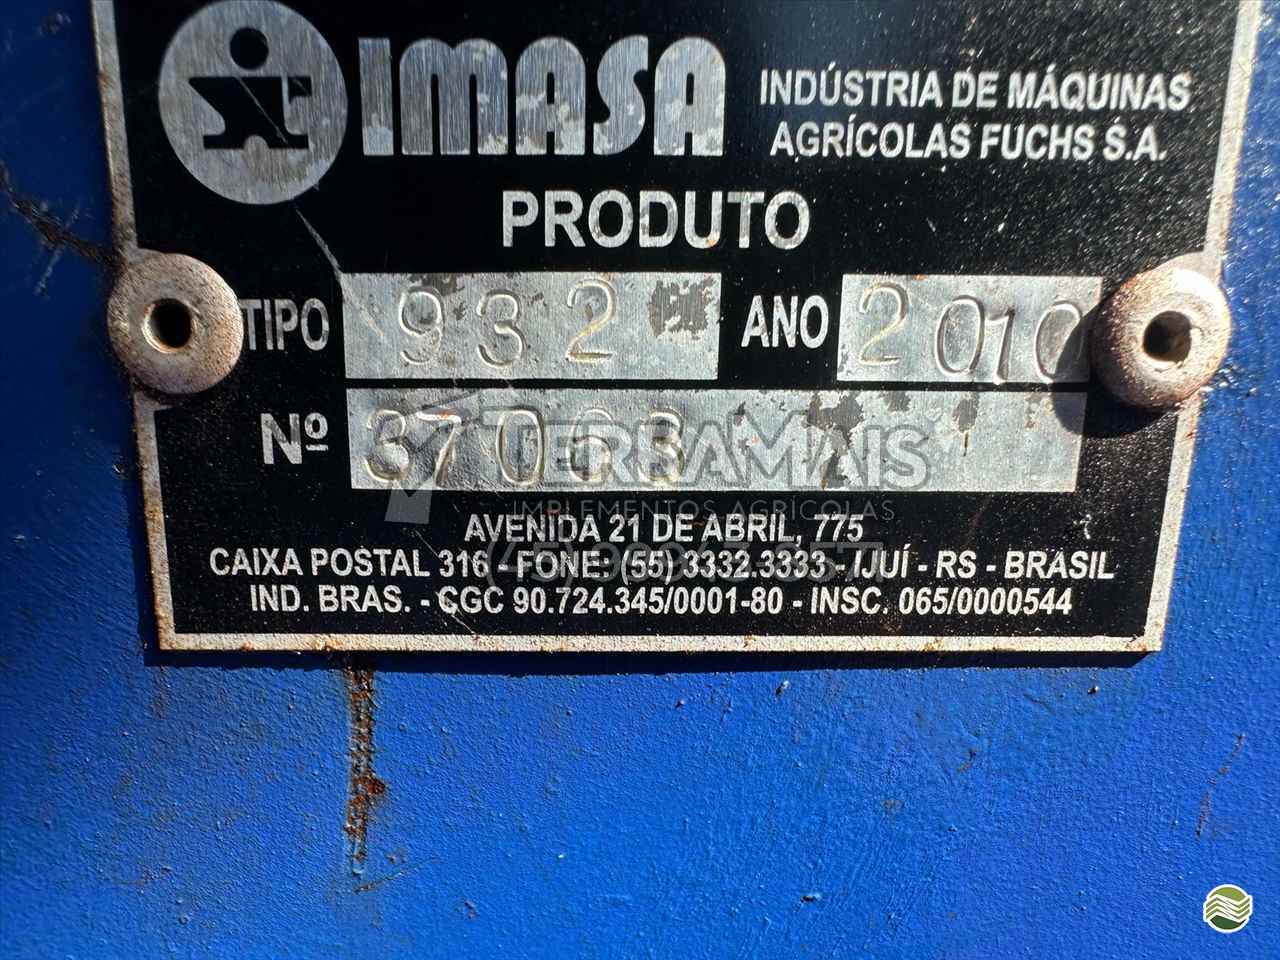 IMASA
INDÚSTRIA DE MÁQUINAS
AGRÍCOLAS FUCHS S.A.
PRODUTO
TIPO 932 ANO 2010
Nº 37063
TERRAMAIS
IMPLEMENTOS AGRÍCOLAS
AVENIDA 21 DE ABRIL, 775
CAIXA POSTAL 316 - FONE: (55) 3332.3333 - IJUÍ - RS - BRASIL
IND. BRAS. - CGC 90.724.345/0001-80 - INSC. 065/0000544